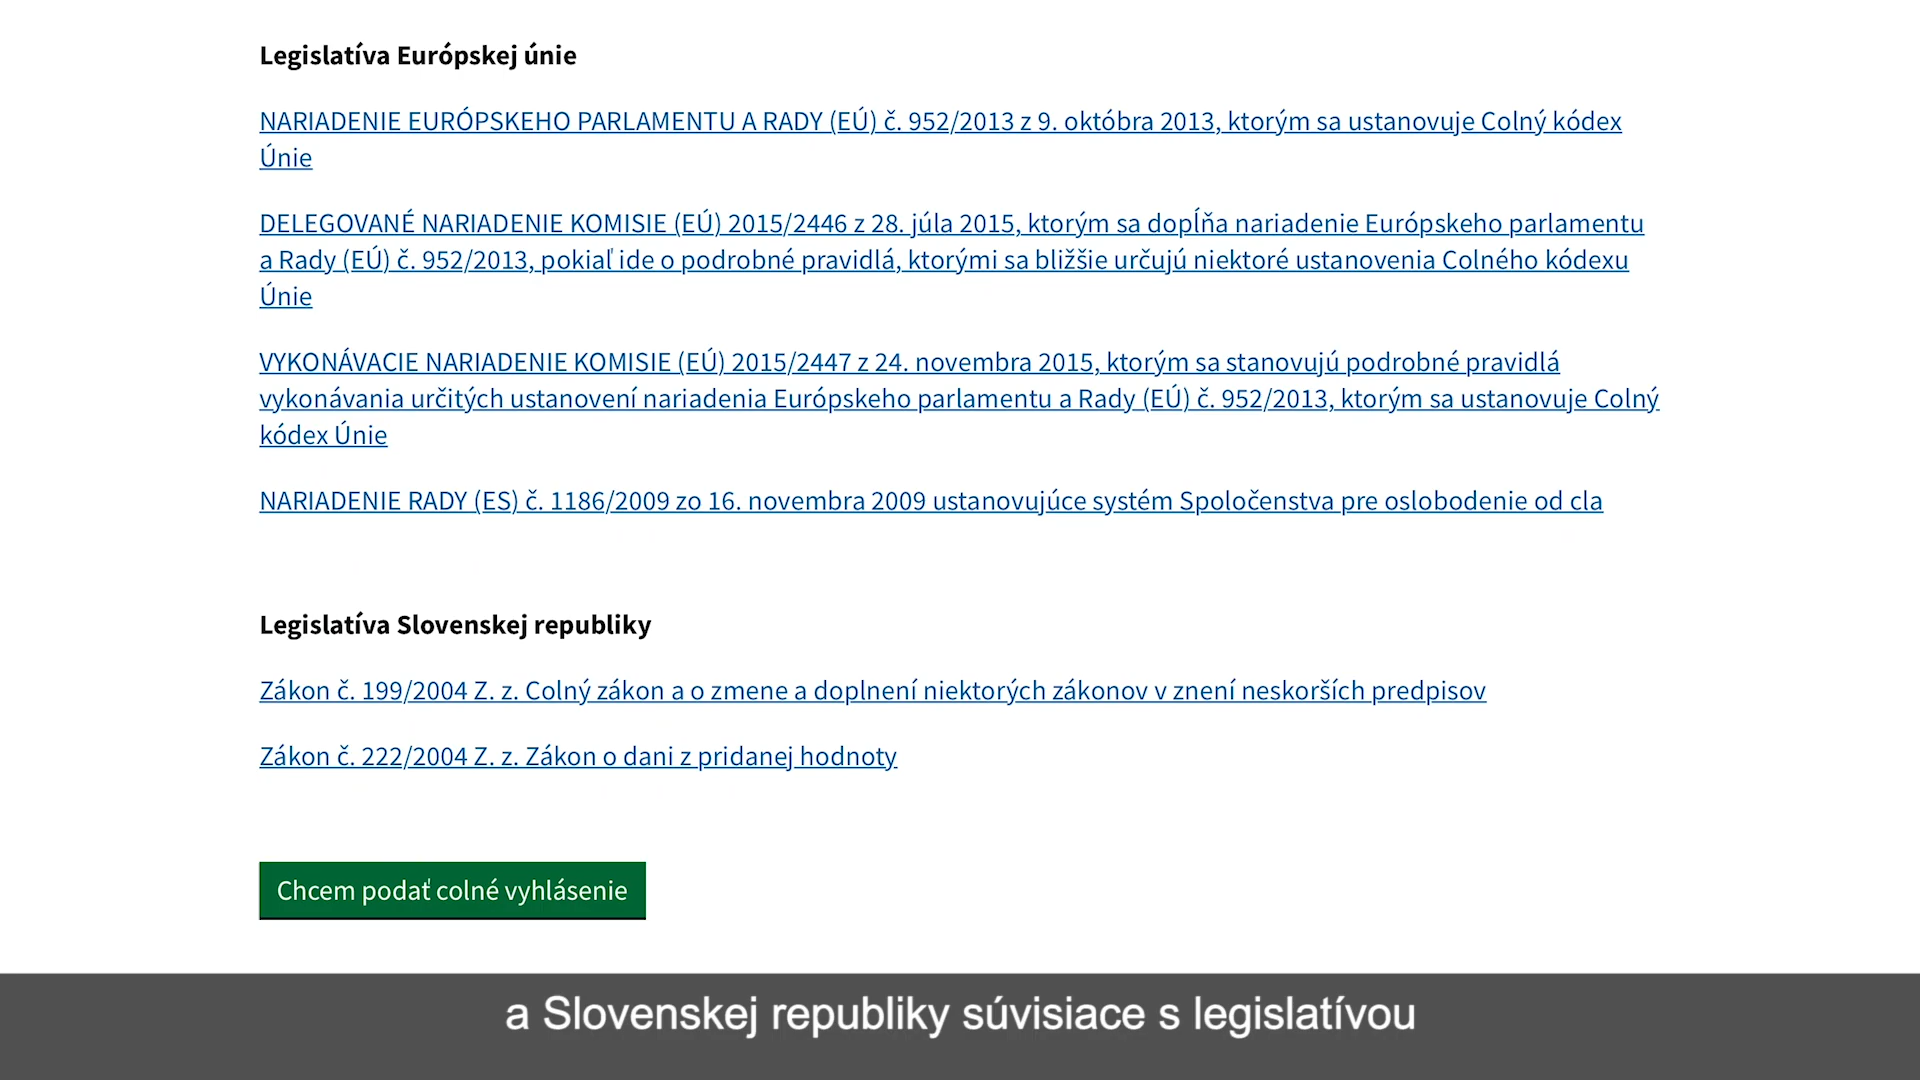 Legislatíva Európskej únie
NARIADENIE EURÓPSKEHO PARLAMENTU A RADY (EÚ) č. 952/2013 z 9. októbra 2013, ktorým sa ustanovuje Colný kódex
Únie
DELEGOVANÉ NARIADENIE KOMISIE (EÚ) 2015/2446 z 28. júla 2015, ktorým sa dopĺňa nariadenie Európskeho parlamentu
a Rady (EÚ) č. 952/2013, pokiaľ ide o podrobné pravidlá, ktorými sa bližšie určujú niektoré ustanovenia Colného kódexu
Únie
VYKONÁVACIE NARIADENIE KOMISIE (EÚ) 2015/2447 z 24. novembra 2015, ktorým sa stanovujú podrobné pravidlá
vykonávania určitých ustanovení nariadenia Európskeho parlamentu a Rady (EÚ) č. 952/2013, ktorým sa ustanovuje Colný
kódex Únie
NARIADENIE RADY (ES) č. 1186/2009 zo 16. novembra 2009 ustanovujúce systém Spoločenstva pre oslobodenie od cla
Legislatíva Slovenskej republiky
Zákon č. 199/2004 Z. z. Colný zákon a o zmene a doplnení niektorých zákonov v znení neskorších predpisov
Zákon č. 222/2004 Z. z. Zákon o dani z pridanej hodnoty
Chcem podať colné vyhlásenie
a Slovenskej republiky súvisiace s legislatívou